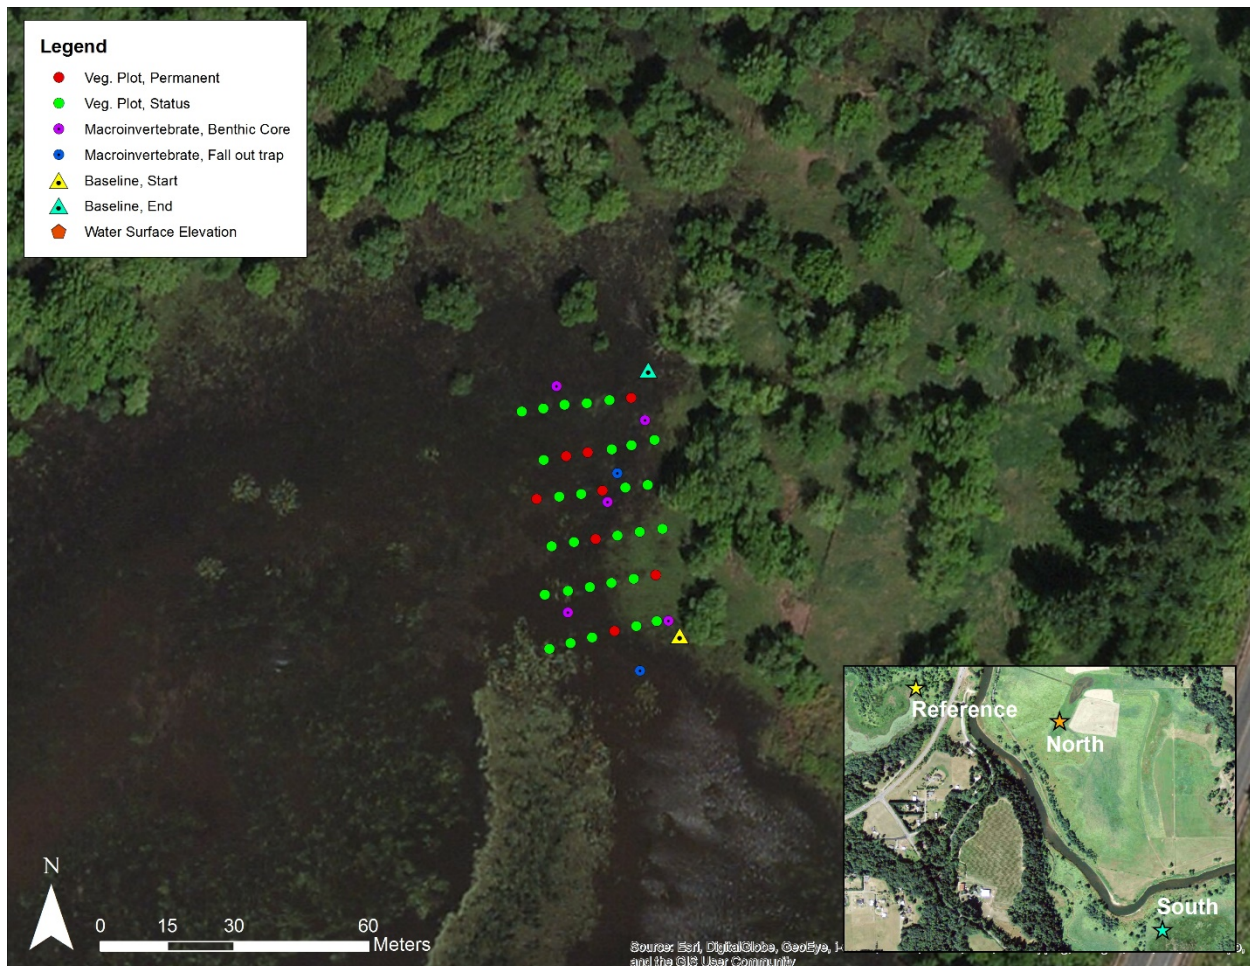 Legend
Veg. Plot, Permanent
Veg. Plot, Status
Macroinvertebrate, Benthic Core
Macroinvertebrate, Fall out trap
Baseline, Start
Baseline, End
Water Surface Elevation
Reference
North
South
N
0 15 30 60
Meters
Source: Esri, DigitalGlobe, GeoEye,
and the GIS User Community